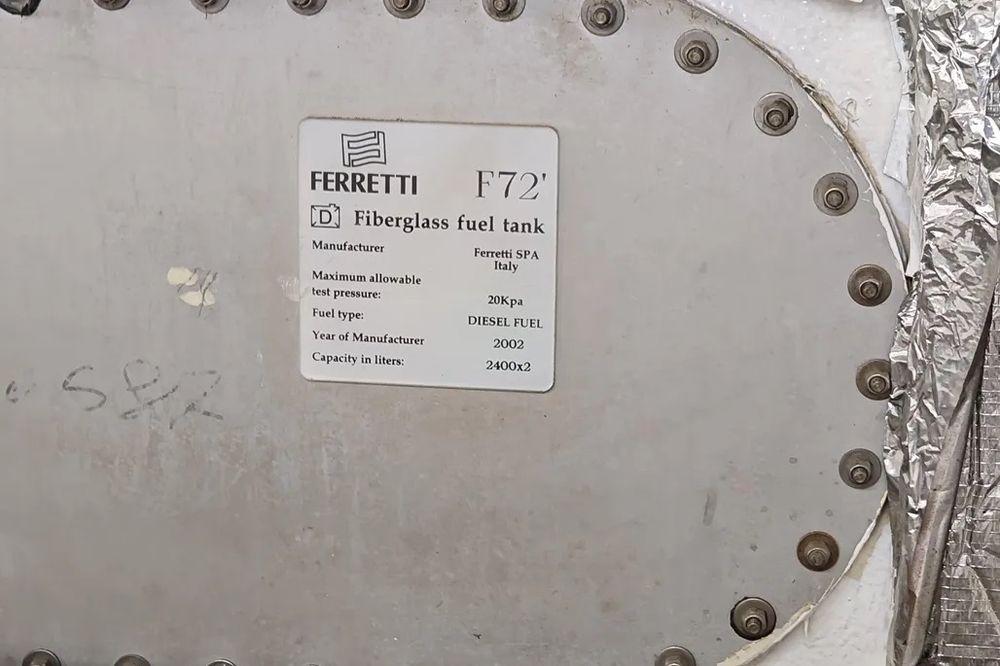 FERRETTI F72'
D Fiberglass fuel tank
Manufacturer Ferretti SPA
Italy
Maximum allowable
test pressure: 20Kpa
Fuel type: DIESEL FUEL
Year of Manufacturer 2002
Capacity in liters: 2400x2